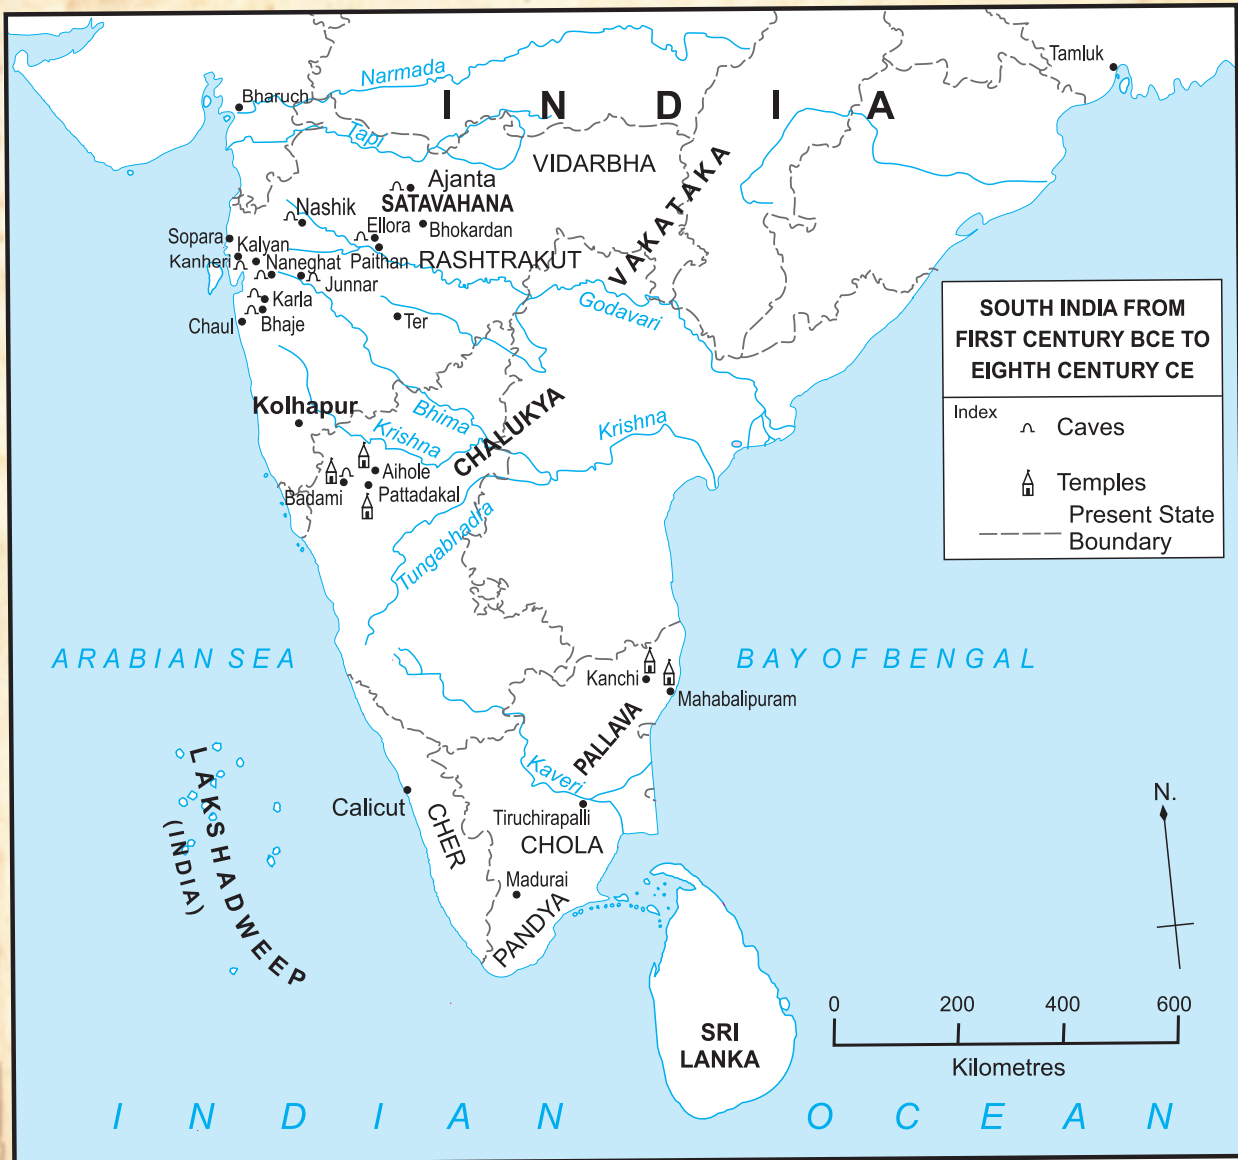 Tamluk
Narmada
Bharuch
INDIA
Tapi
VIDARBHA
VAKATAKA
Ajanta
SATAVAHANA
Nashik
Ellora
Bhokardan
Sopara
Kalyan
Kanheri
Naneghat
Paithan
RASHTRAKUT
Junnar
Godavari
Karla
Chaul
Bhaje
Ter
SOUTH INDIA FROM
FIRST CENTURY BCE TO
EIGHTH CENTURY CE
Index
Caves
Temples
Present State
Boundary
Kolhapur
Bhima
Krishna
CHALUKYA
Krishna
Aihole
Badami
Pattadakal
Tungabhadra
ARABIAN SEA
BAY OF BENGAL
Kanchi
Mahabalipuram
PALLAVA
LAKSHADWEEP
(INDIA)
Kaveri
Calicut
CHER
Tiruchirapalli
CHOLA
Madurai
PANDYA
N.
0 200 400 600
Kilometres
SRI
LANKA
INDIAN OCEAN